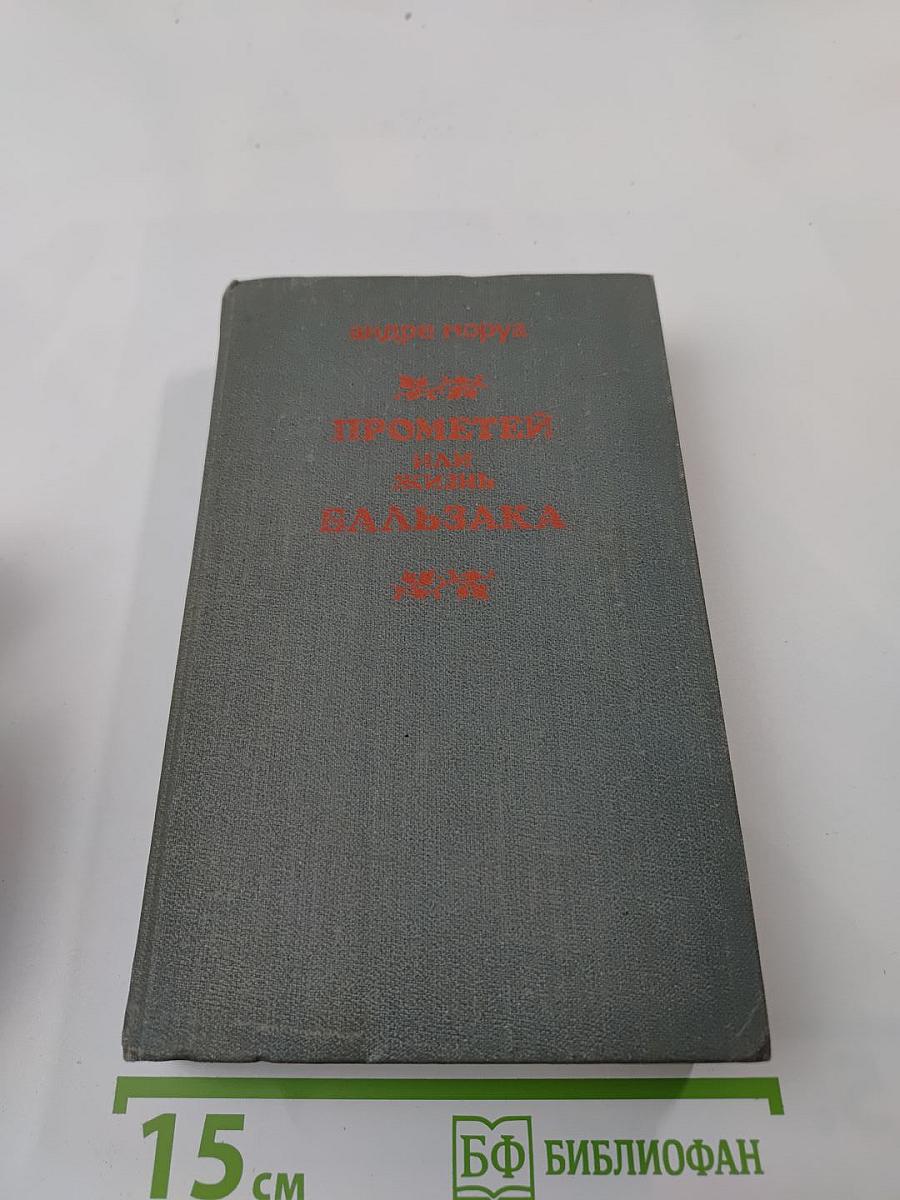 андре моруа
ПРОМЕТЕЙ
ИЛИ
ЖИЗНЬ
БАЛЬЗАКА
15 см
БФ БИБЛИОФАН